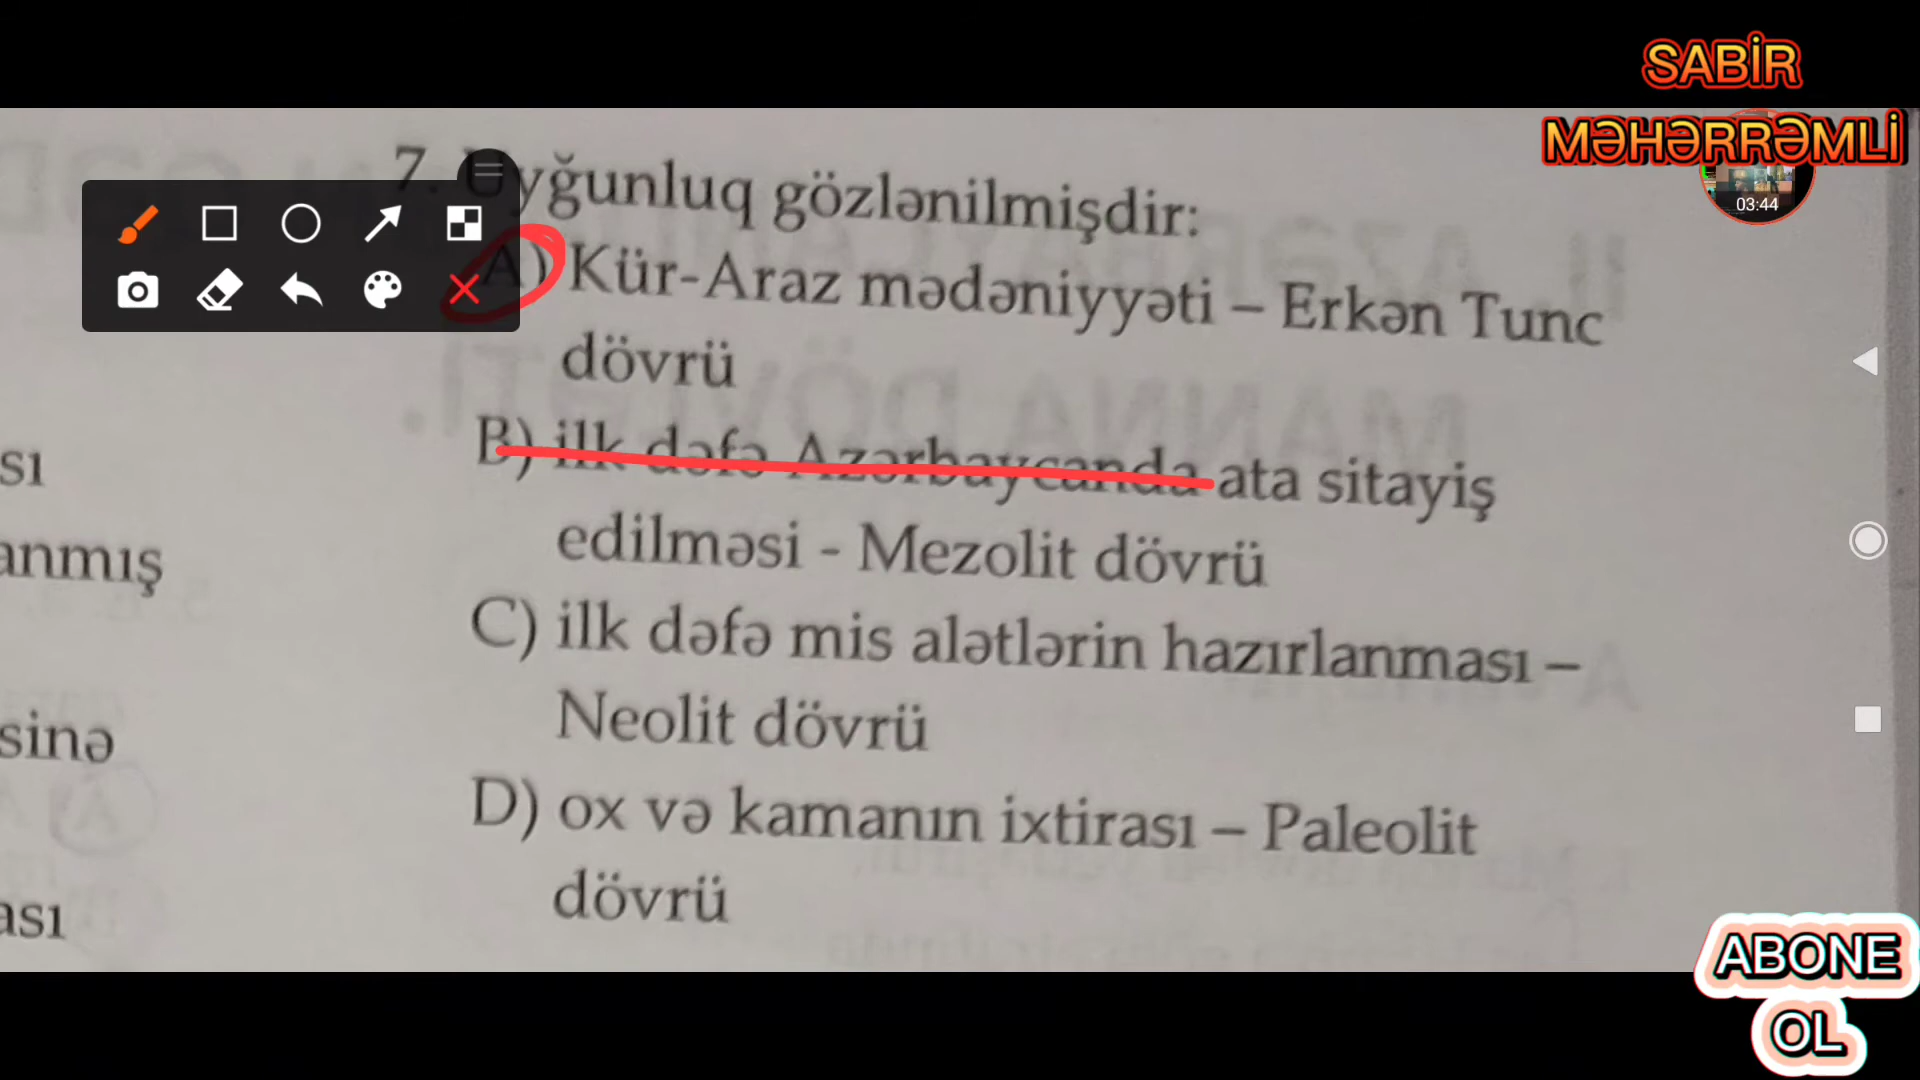 SABİR
MƏHƏRRƏMLİ
03:44
7. Uyğunluq gözlənilmişdir:
A) Kür-Araz mədəniyyəti – Erkən Tunc
dövrü
B) ilk dəfə Azərbaycanda ata sitayiş
edilməsi - Mezolit dövrü
C) ilk dəfə mis alətlərin hazırlanması –
Neolit dövrü
D) ox və kamanın ixtirası – Paleolit
dövrü
sı
anmış
sinə
ası
ABONE
OL